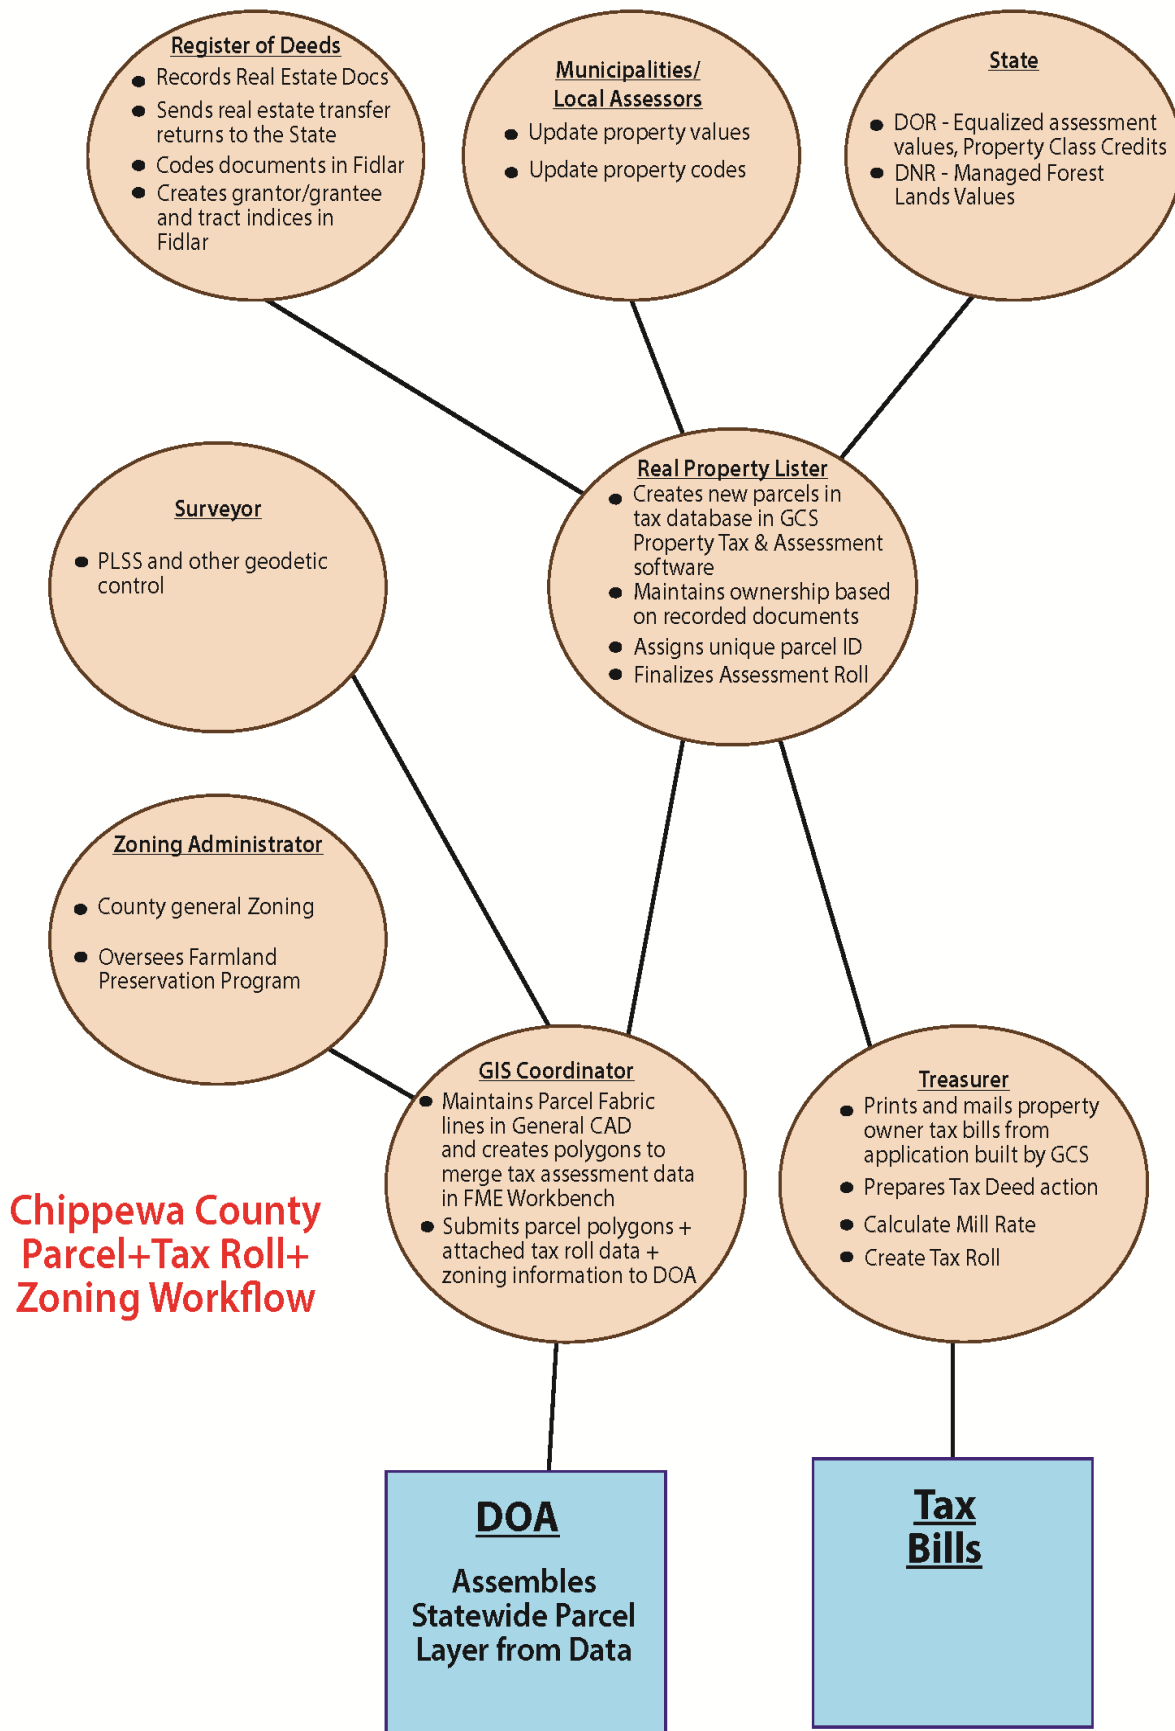 Register of Deeds
● Records Real Estate Docs
● Sends real estate transfer
returns to the State
● Codes documents in Fidlar
● Creates grantor/grantee
and tract indices in
Fidlar
Municipalities/
Local Assessors
● Update property values
● Update property codes
State
● DOR - Equalized assessment
values, Property Class Credits
● DNR - Managed Forest
Lands Values
Real Property Lister
● Creates new parcels in
tax database in GCS
Property Tax & Assessment
software
● Maintains ownership based
on recorded documents
● Assigns unique parcel ID
● Finalizes Assessment Roll
Surveyor
● PLSS and other geodetic
control
Zoning Administrator
● County general Zoning
● Oversees Farmland
Preservation Program
GIS Coordinator
● Maintains Parcel Fabric
lines in General CAD
and creates polygons to
merge tax assessment data
in FME Workbench
● Submits parcel polygons +
attached tax roll data +
zoning information to DOA
Treasurer
● Prints and mails property
owner tax bills from
application built by GCS
● Prepares Tax Deed action
● Calculate Mill Rate
● Create Tax Roll
Chippewa County
Parcel+Tax Roll+
Zoning Workflow
DOA
Assembles
Statewide Parcel
Layer from Data
Tax
Bills